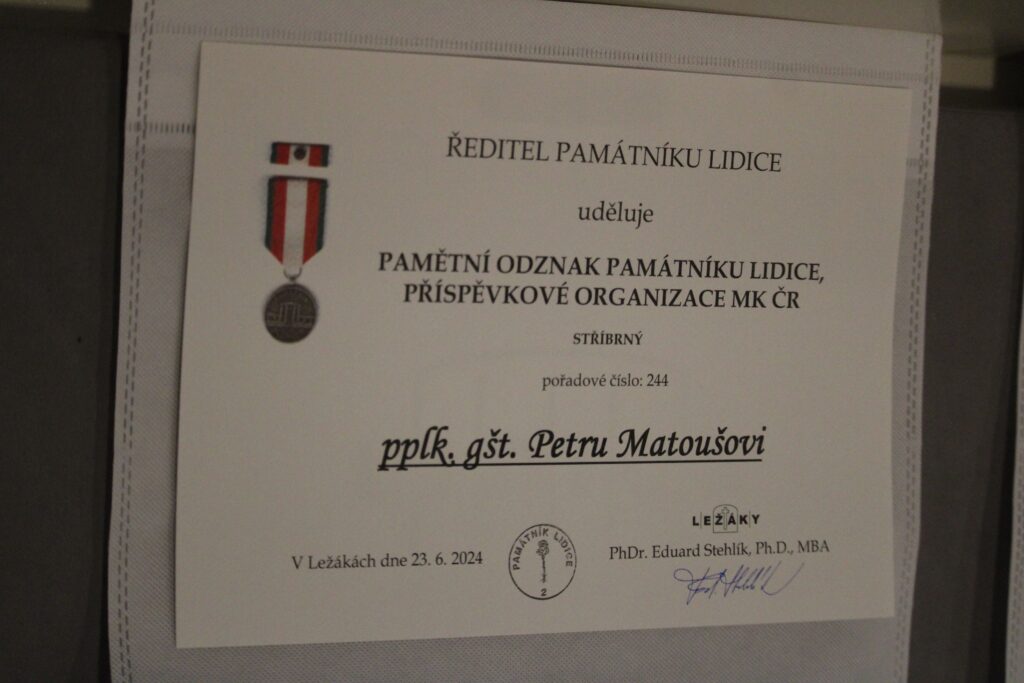 ŘEDITEL PAMÁTNÍKU LIDICE
uděluje
PAMĚTNÍ ODZNAK PAMÁTNÍKU LIDICE,
PŘÍSPĚVKOVÉ ORGANIZACE MK ČR
STŘÍBRNÝ
pořadové číslo: 244
pplk. gšt. Petru Matoušovi
V Ležákách dne 23. 6. 2024
PAMÁTNÍK LIDICE
2
LEŽÁKY
PhDr. Eduard Stehlík, Ph.D., MBA